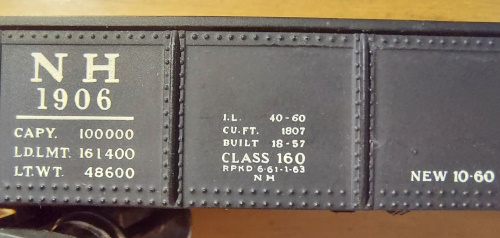 NH
1906
CAPY. 100000
LD.LMT. 161400
LT.WT. 48600
I.L. 40-60
CU.FT. 1807
BUILT 18-57
CLASS 160
RPKD 6-61-1-63
NH
NEW 10-60